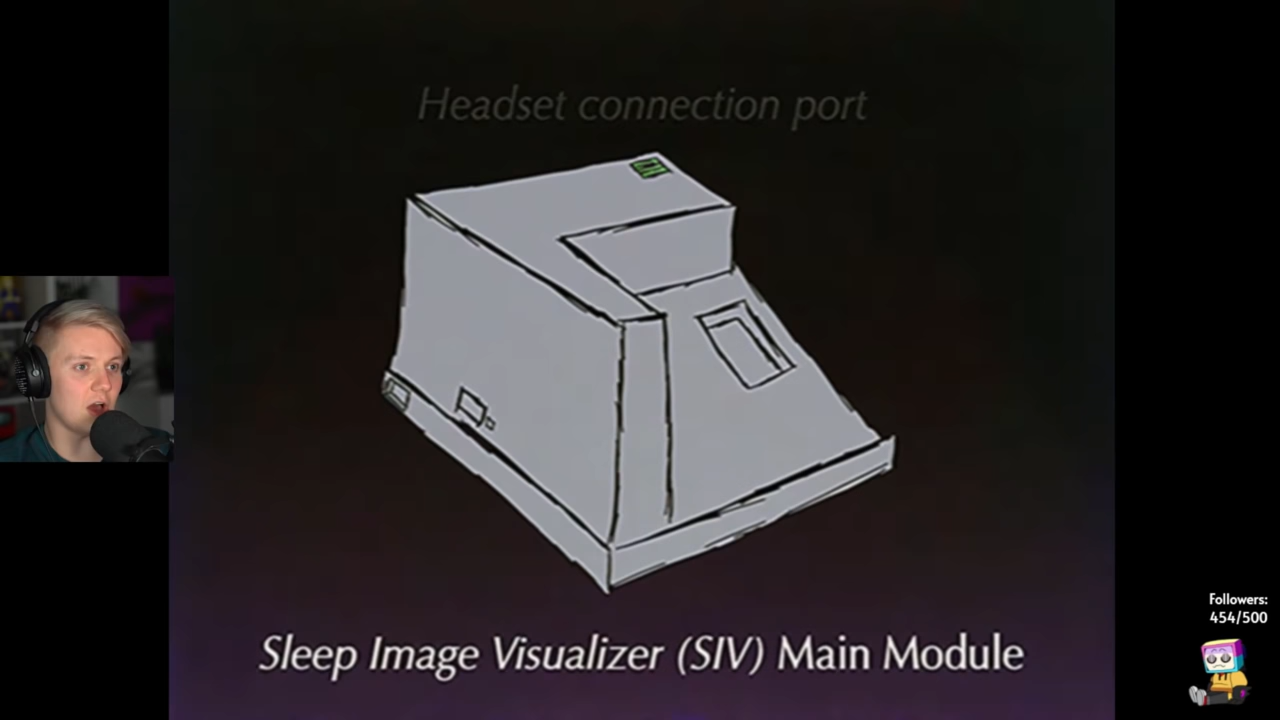 Headset connection port
Sleep Image Visualizer (SIV) Main Module
Followers:
454/500